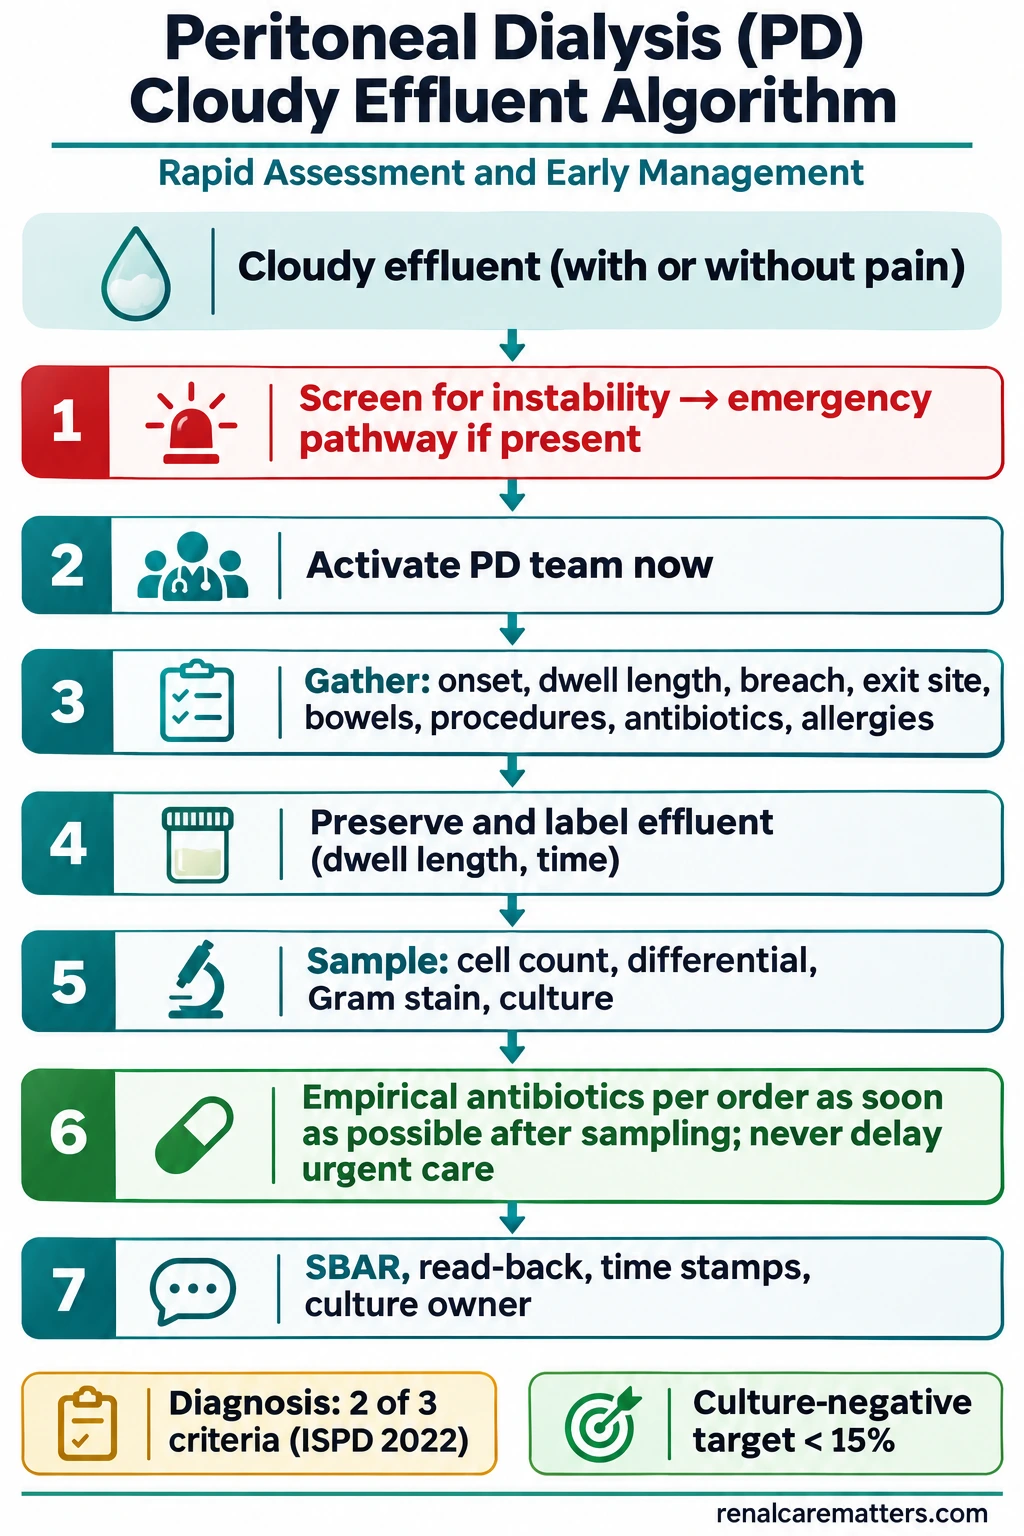 Peritoneal Dialysis (PD)
Cloudy Effluent Algorithm
Rapid Assessment and Early Management
Cloudy effluent (with or without pain)
1
Screen for instability → emergency
pathway if present
2
Activate PD team now
3
Gather: onset, dwell length, breach, exit site,
bowels, procedures, antibiotics, allergies
4
Preserve and label effluent
(dwell length, time)
5
Sample: cell count, differential,
Gram stain, culture
6
Empirical antibiotics per order as soon
as possible after sampling; never delay
urgent care
7
SBAR, read-back, time stamps,
culture owner
Diagnosis: 2 of 3
criteria (ISPD 2022)
Culture-negative
target < 15%
renalcarematters.com